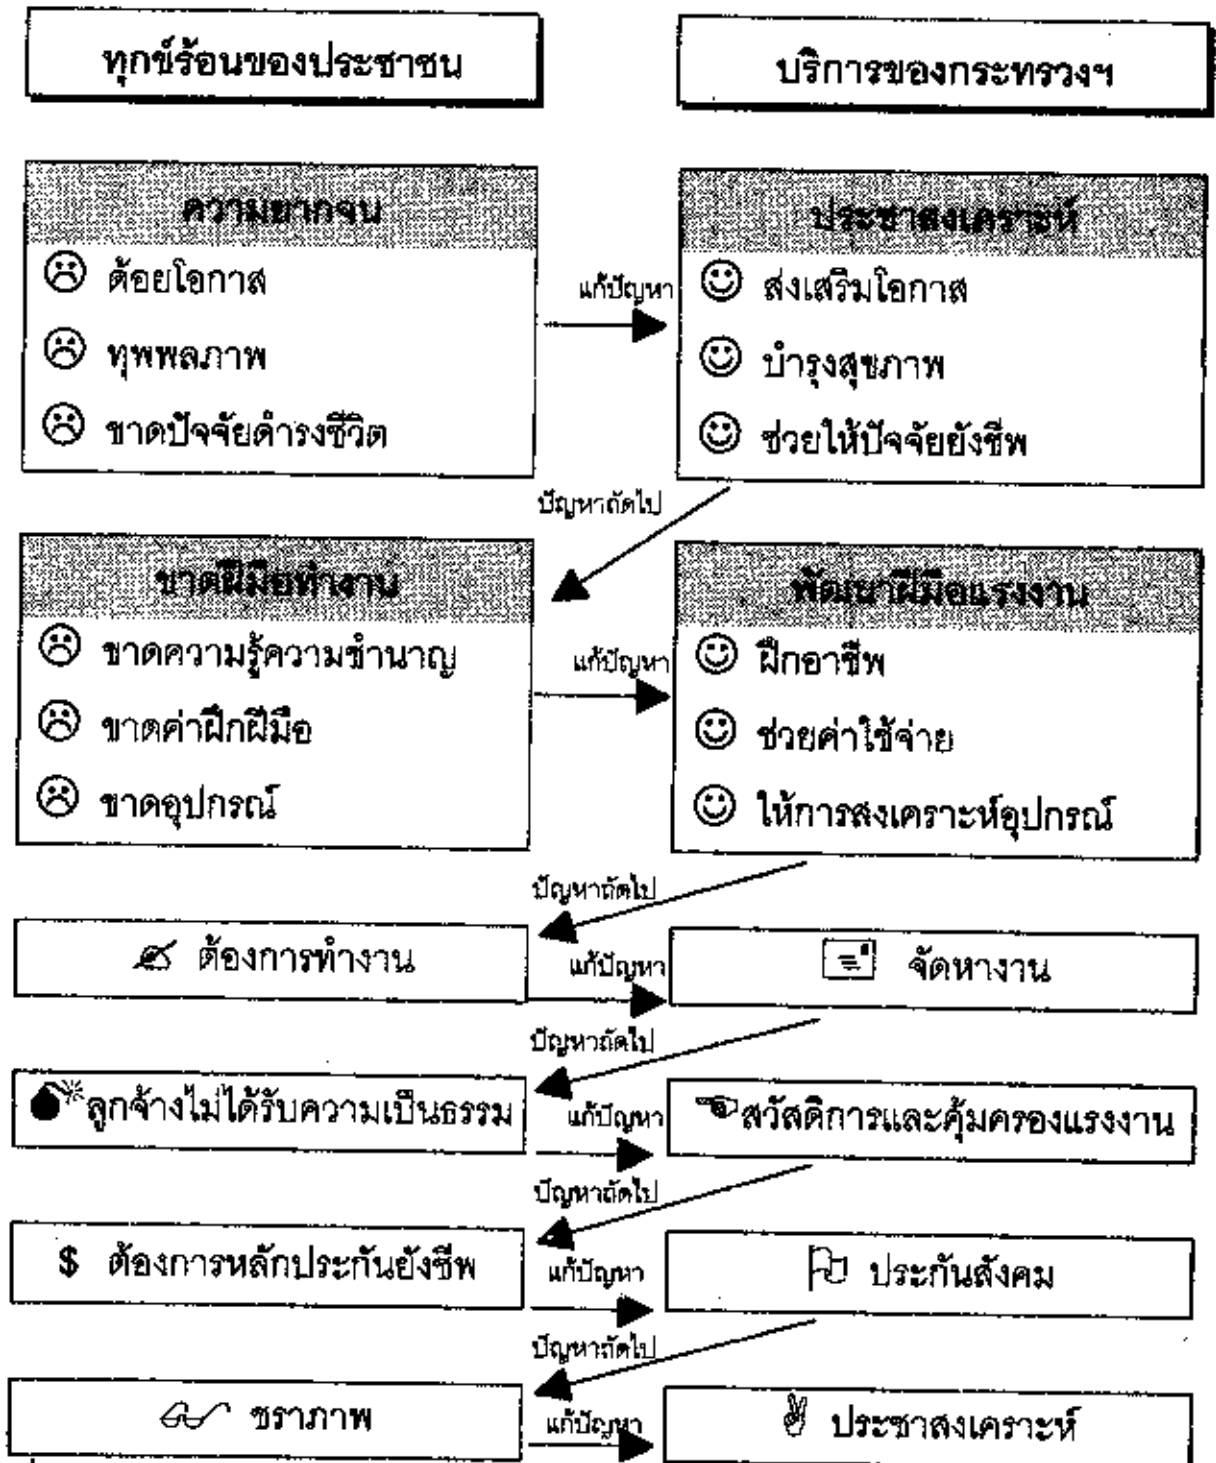 ทุกข์ร้อนของประชาชน
บริการของกระทรวงฯ
ความยากจน
ด้อยโอกาส
ทุพพลภาพ
ขาดปัจจัยดำรงชีวิต
แก้ปัญหา
ประชาสงเคราะห์
ส่งเสริมโอกาส
บำรุงสุขภาพ
ช่วยให้ปัจจัยยังชีพ
ปัญหาถัดไป
ขาดฝีมือทำงาน
ขาดความรู้ความชำนาญ
ขาดค่าฝึกฝีมือ
ขาดอุปกรณ์
แก้ปัญหา
พัฒนาฝีมือแรงงาน
ฝึกอาชีพ
ช่วยค่าใช้จ่าย
ให้การสงเคราะห์อุปกรณ์
ปัญหาถัดไป
ต้องการทำงาน
แก้ปัญหา
จัดหางาน
ปัญหาถัดไป
ลูกจ้างไม่ได้รับความเป็นธรรม
แก้ปัญหา
สวัสดิการและคุ้มครองแรงงาน
ปัญหาถัดไป
$ ต้องการหลักประกันยังชีพ
แก้ปัญหา
ประกันสังคม
ปัญหาถัดไป
ชราภาพ
แก้ปัญหา
ประชาสงเคราะห์